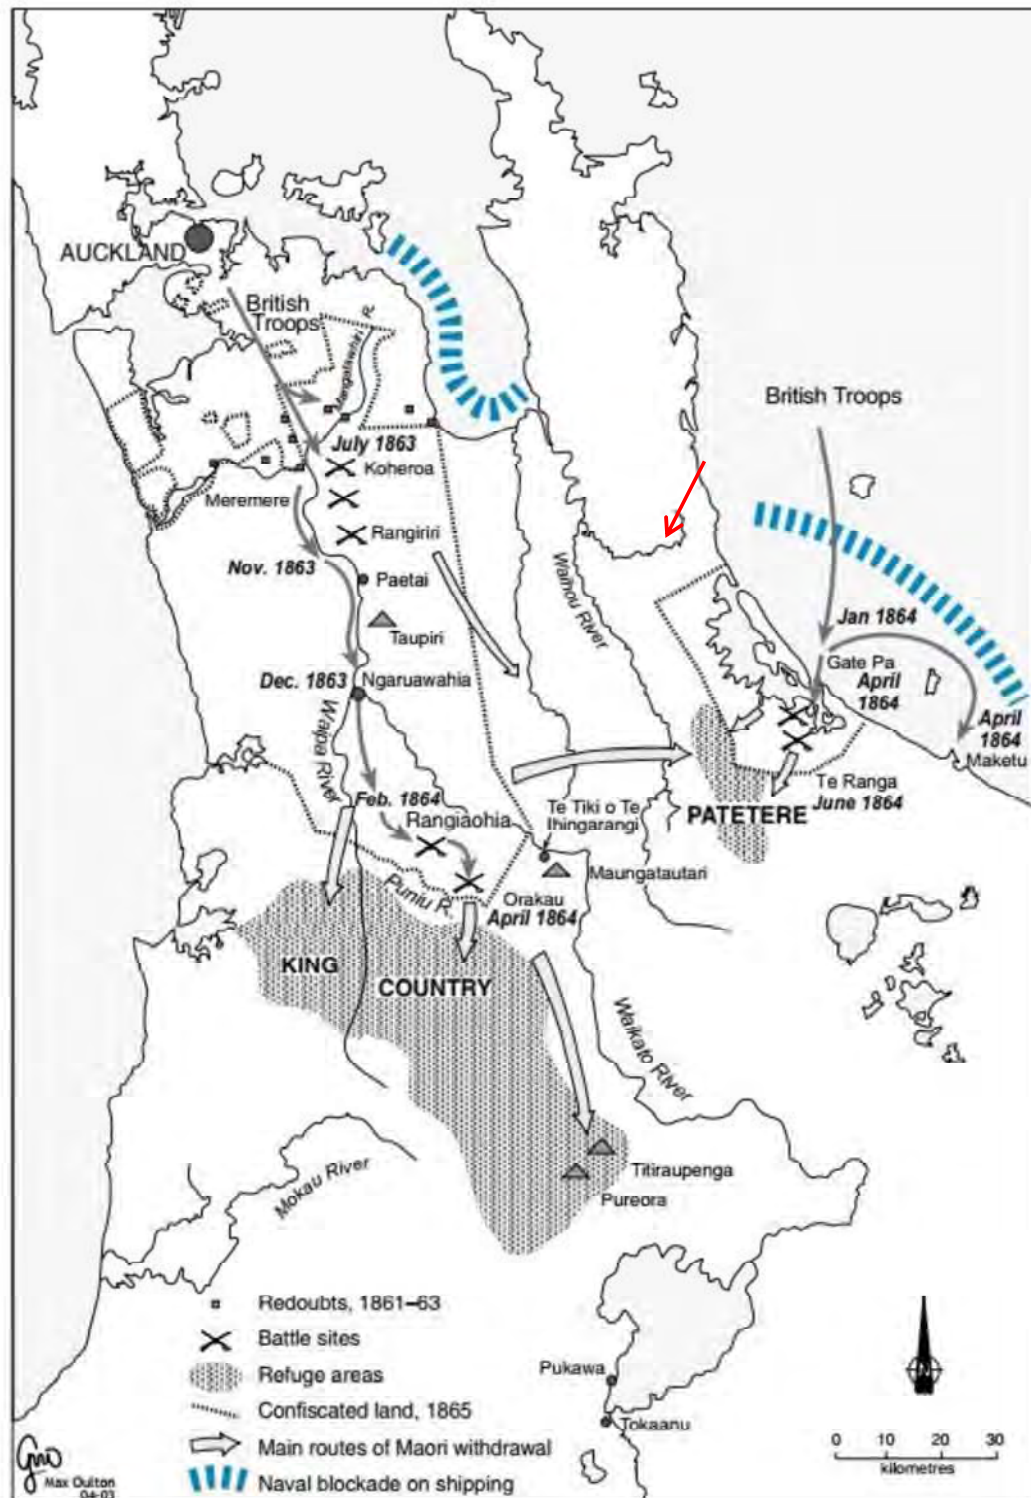 AUCKLAND
British
Troops
Mangatawhiri R.
British Troops
July 1863
Koheroa
Meremere
Rangiriri
Nov. 1863
Paetai
Waihou River
Taupiri
Jan 1864
Gate Pa
April
1864
Dec. 1863
Ngaruawahia
April
1864
Maketu
Waipa River
Te Ranga
June 1864
PATETERE
Feb. 1864
Rangiaohia
Te Tiki o Te
Ihingarangi
Maungatautari
Puniu R.
Orakau
April 1864
KING
COUNTRY
Waikato River
Mokau River
Titiraupenga
Pureora
Redoubts, 1861–63
Battle sites
Refuge areas
Confiscated land, 1865
Main routes of Maori withdrawal
Naval blockade on shipping
Pukawa
Tokaanu
0 10 20 30
kilometres
Max Oulton
04-03